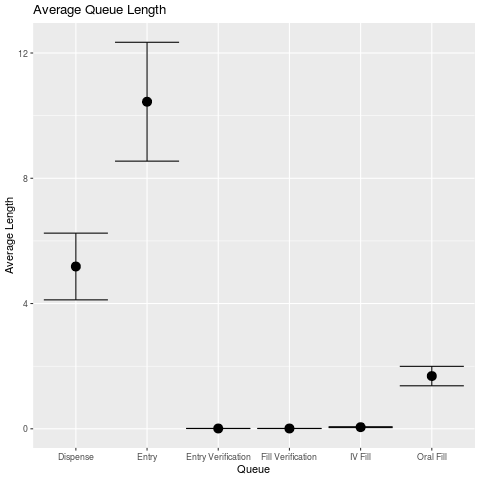 Average Queue Length
Average Length
12
8
4
0
Dispense Entry Entry Verification Fill Verification IV Fill Oral Fill
Queue